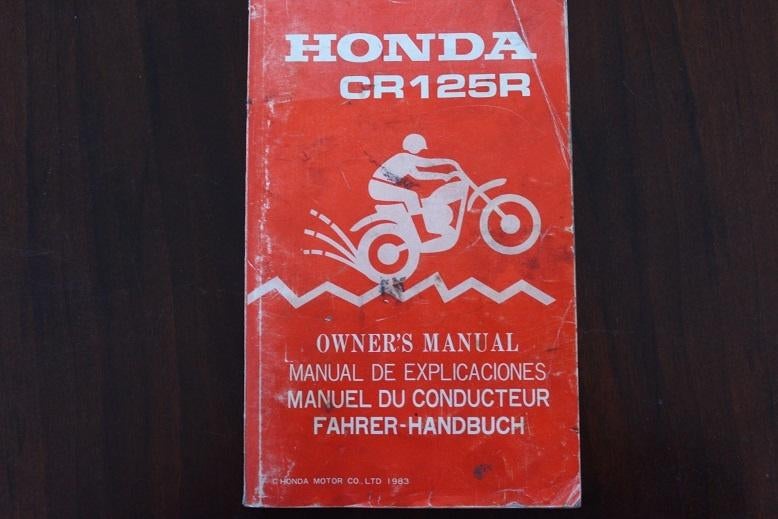 HONDA
CR125R
OWNER'S MANUAL
MANUAL DE EXPLICACIONES
MANUEL DU CONDUCTEUR
FAHRER-HANDBUCH
© HONDA MOTOR CO., LTD 1983